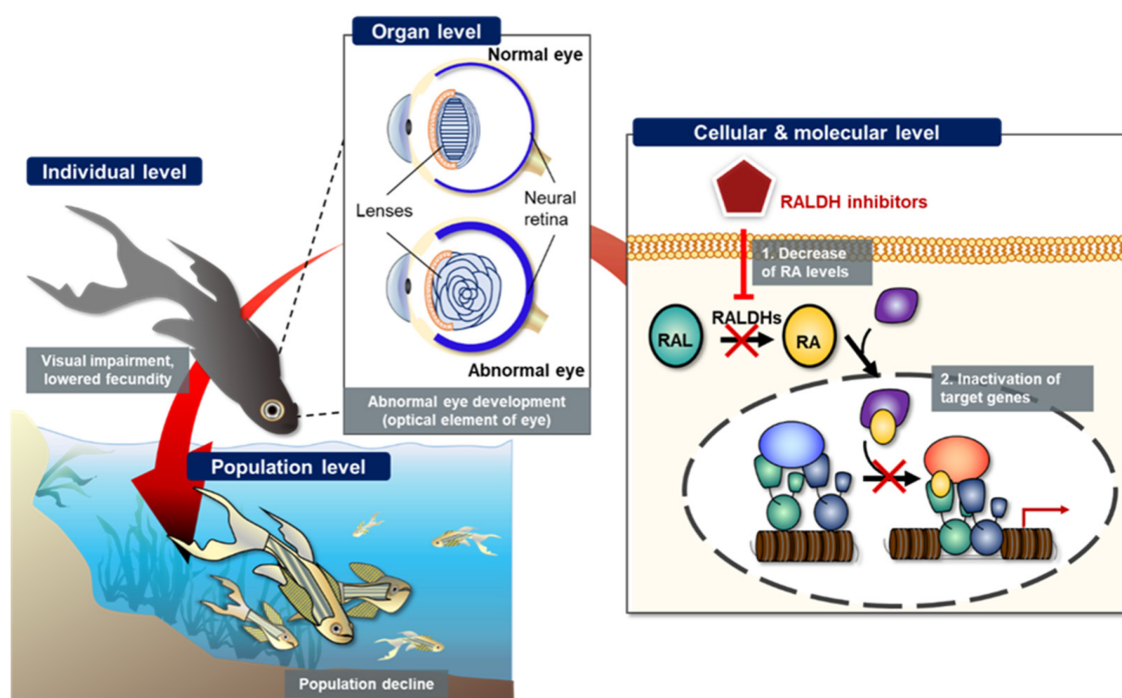 Organ level
Normal eye
Lenses
Neural
retina
Abnormal eye
Abnormal eye development
(optical element of eye)
Individual level
Visual impairment,
lowered fecundity
Population level
Population decline
Cellular & molecular level
RALDH inhibitors
1. Decrease
of RA levels
RALDHs
RAL
RA
2. Inactivation of
target genes